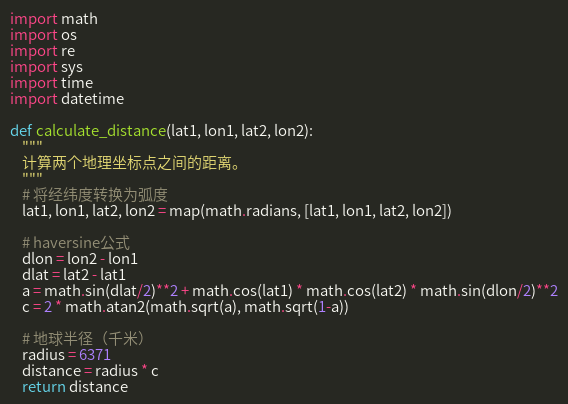 import math
import os
import re
import sys
import time
import datetime

def calculate_distance(lat1, lon1, lat2, lon2):
    """
    计算两个地理坐标点之间的距离。
    """
    # 将经纬度转换为弧度
    lat1, lon1, lat2, lon2 = map(math.radians, [lat1, lon1, lat2, lon2])

    # haversine公式
    dlon = lon2 - lon1
    dlat = lat2 - lat1
    a = math.sin(dlat/2)**2 + math.cos(lat1) * math.cos(lat2) * math.sin(dlon/2)**2
    c = 2 * math.atan2(math.sqrt(a), math.sqrt(1-a))

    # 地球半径（千米）
    radius = 6371
    distance = radius * c
    return distance